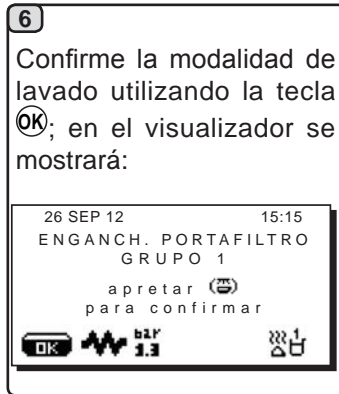 6
Confirme la modalidad de
lavado utilizando la tecla
OK; en el visualizador se
mostrará:
26 SEP 12 15:15
ENGANCH. PORTAFILTRO
GRUPO 1
apretar
para confirmar
OK bar 1
1.1